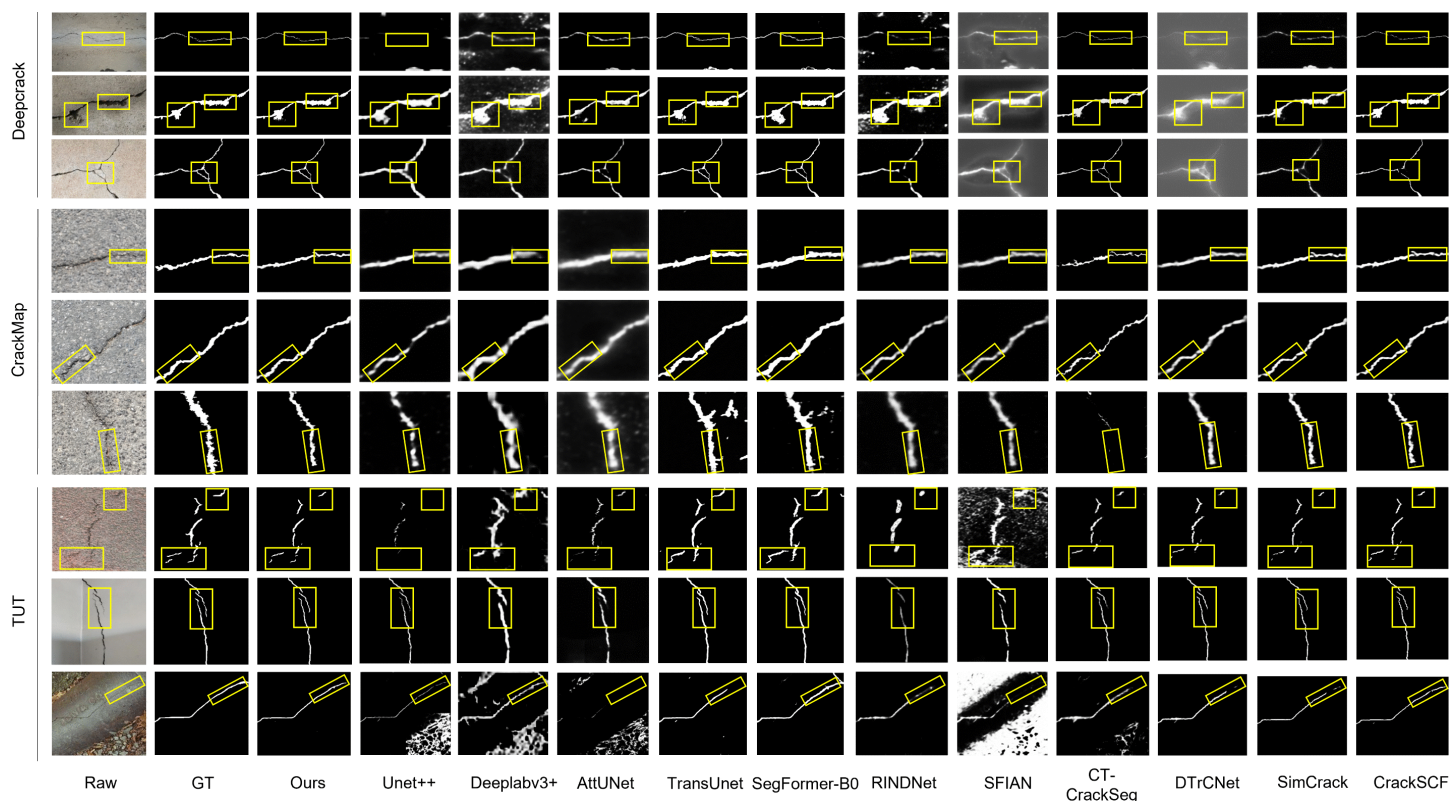 Deepcrack
CrackMap
TUT
Raw GT Ours Unet++ Deeplabv3+ AttUNet TransUnet SegFormer-B0 RINDNet SFIAN CT-CrackSeg DTrCNet SimCrack CrackSCF